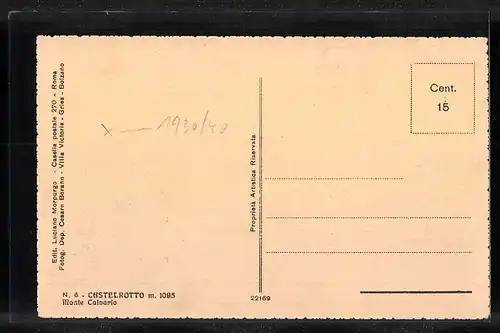 Cent.
15
x — 1930/40
Edit. Luciano Morpurgo - Casella postale 270 - Roma
Fotog. Dep. Cesare Borann - Villa Victoria - Gries - Bolzano
Proprietà Artistica Riservata
N. 6 - CASTELROTTO m. 1095
Monte Calvario
22169